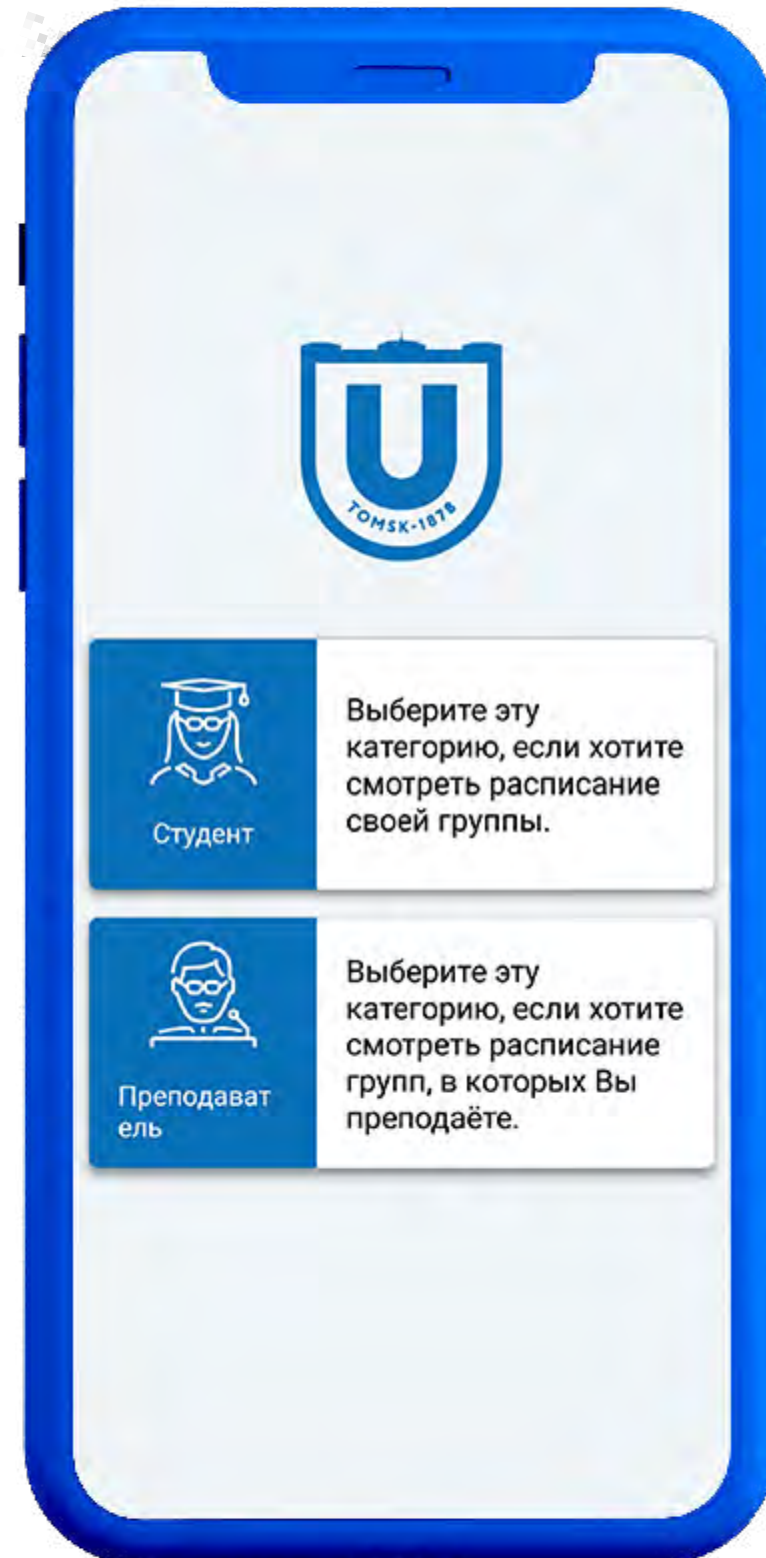 U
TOMSK-1878
Студент
Выберите эту
категорию, если хотите
смотреть расписание
своей группы.
Преподават
ель
Выберите эту
категорию, если хотите
смотреть расписание
групп, в которых Вы
преподаёте.